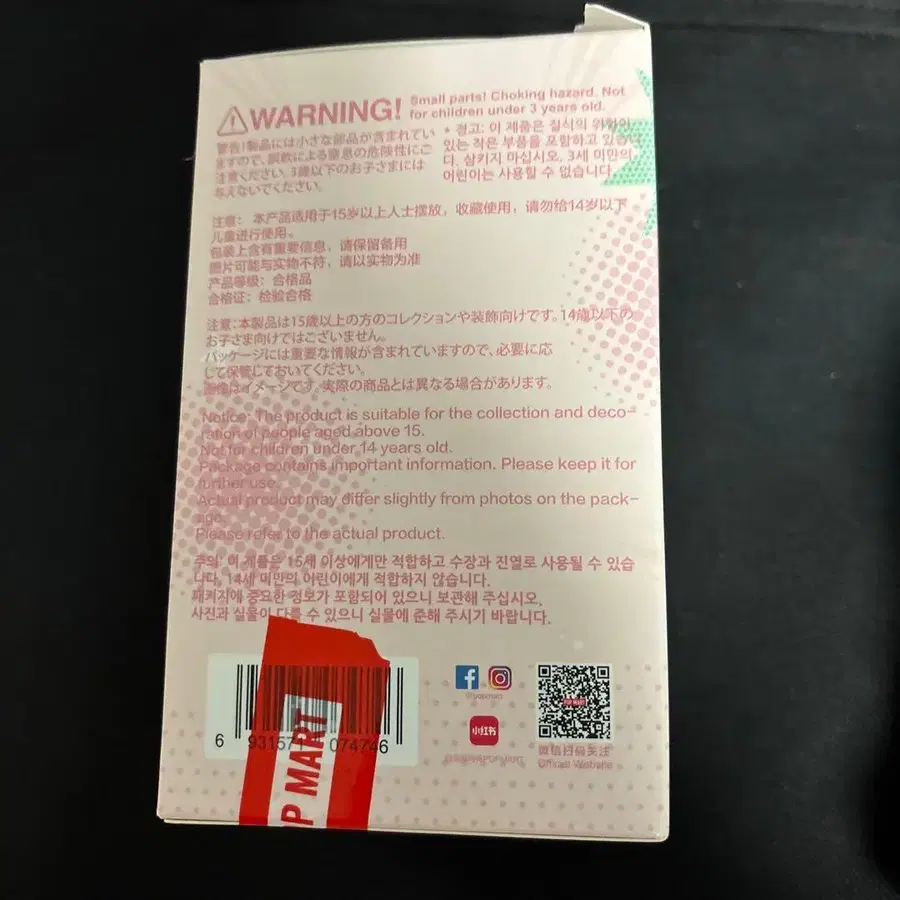 WARNING! Small parts! Choking hazard. Not
for children under 3 years old.
警告!製品には小さな部品が含まれてい
ますので、誤飲による窒息の危険性にご
注意ください。3歳以下のお子さまには
与えないでください。
* 경고: 이 제품은 질식의 위험이
있는 작은 부품을 포함하고 있습니
다. 삼키지 마십시오. 3세 미만의
어린이는 사용할 수 없습니다.
注意: 本产品适用于15岁以上人士摆放，收藏使用，请勿给14岁以下
儿童进行使用。
包装上含有重要信息，请保留备用
图片可能与实物不符，请以实物为准
产品等级：合格品
合格证：检验合格
注意:本製品は15歳以上の方のコレクションや装飾向けです。14歳以下の
お子さま向けではございません。
パッケージには重要な情報が含まれていますので、必要に応
じて保管しておいてください。
画像はイメージです。実際の商品とは異なる場合があります。
Notice: The product is suitable for the collection and deco-
ration of people aged above 15.
Not for children under 14 years old.
Package contains important information. Please keep it for
further use.
Actual product may differ slightly from photos on the pack-
age.
Please refer to the actual product.
주의: 이 제품은 15세 이상에게만 적합하고 수장과 진열로 사용될 수 있습
니다. 14세 미만의 어린이에게 적합하지 않습니다.
패키지에 중요한 정보가 포함되어 있으니 보관해 주십시오,
사진과 실물이 다를 수 있으니 실물에 준해 주시기 바랍니다.
6 931571 074746
P MART
@popmart
小红书
POP MART
微信扫码关注
Official Website